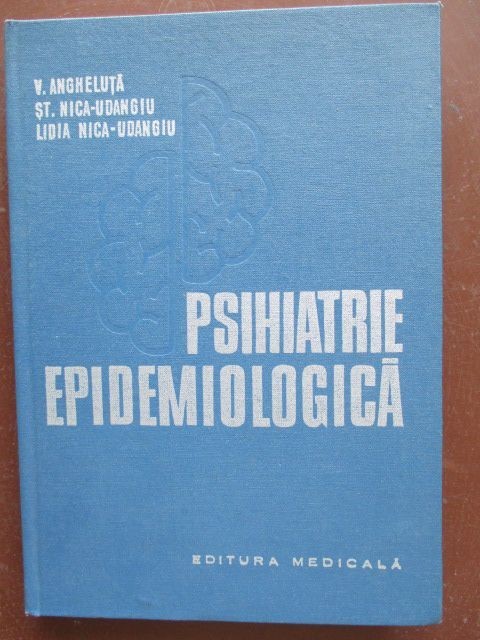 V. ANGHELUȚĂ
ȘT. NICA-UDANGIU
LIDIA NICA-UDANGIU
PSIHIATRIE
EPIDEMIOLOGICĂ
EDITURA MEDICALĂ